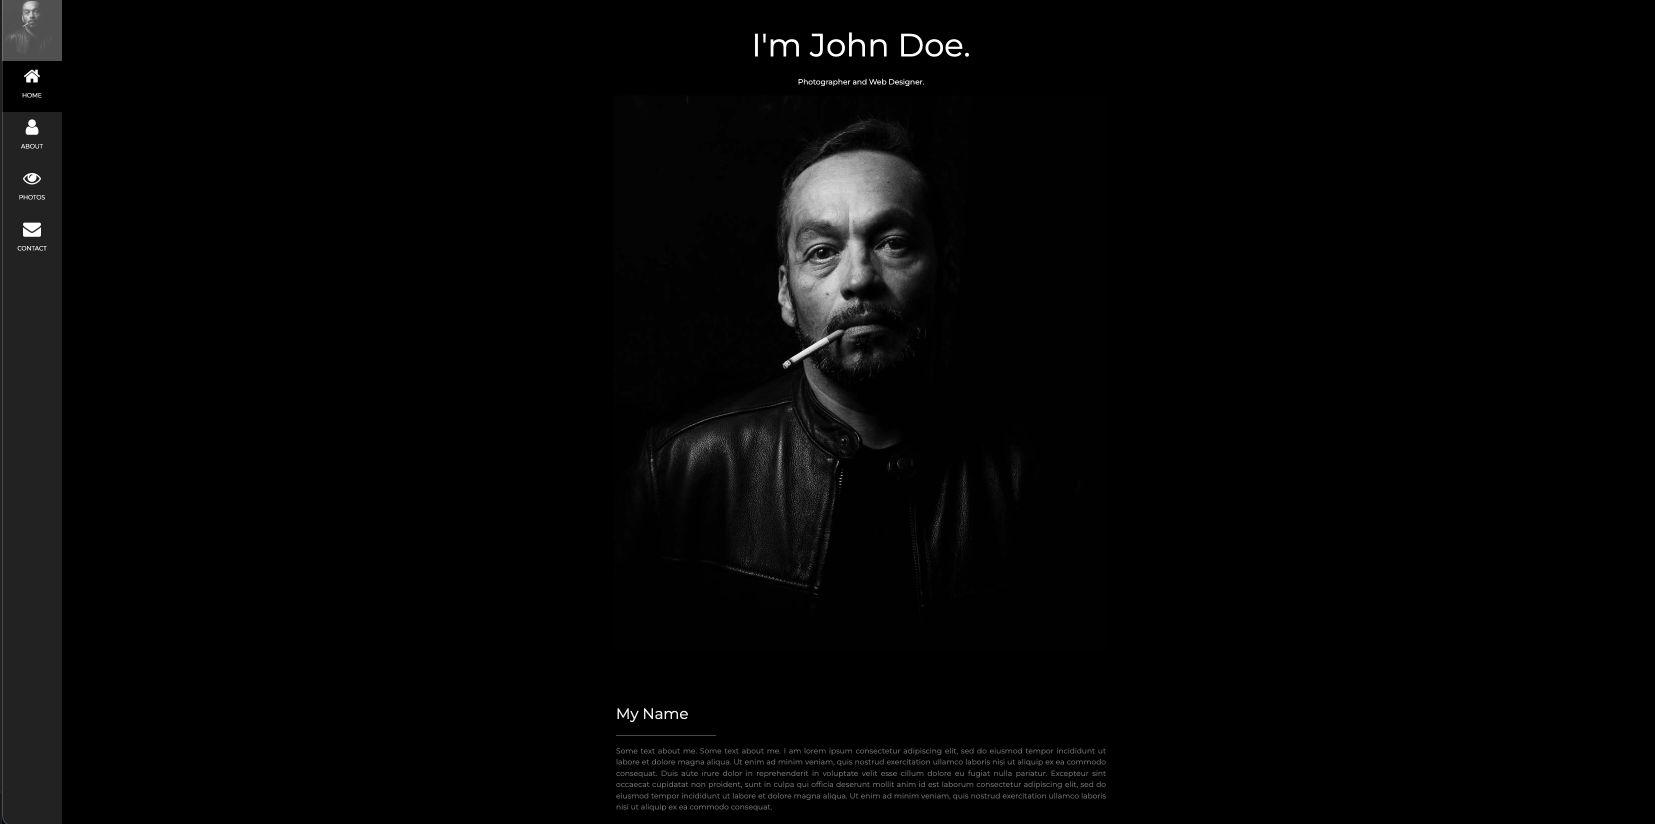 I'm John Doe.
Photographer and Web Designer.
HOME
ABOUT
PHOTOS
CONTACT
My Name
Some text about me. Some text about me. I am lorem ipsum consectetur adipiscing elit, sed do eiusmod tempor incididunt ut
labore et dolore magna aliqua. Ut enim ad minim veniam, quis nostrud exercitation ullamco laboris nisi ut aliquip ex ea commodo
consequat. Duis aute irure dolor in reprehenderit in voluptate velit esse cillum dolore eu fugiat nulla pariatur. Excepteur sint
occaecat cupidatat non proident, sunt in culpa qui officia deserunt mollit anim id est laborum consectetur adipiscing elit, sed do
eiusmod tempor incididunt ut labore et dolore magna aliqua. Ut enim ad minim veniam, quis nostrud exercitation ullamco laboris
nisi ut aliquip ex ea commodo consequat.